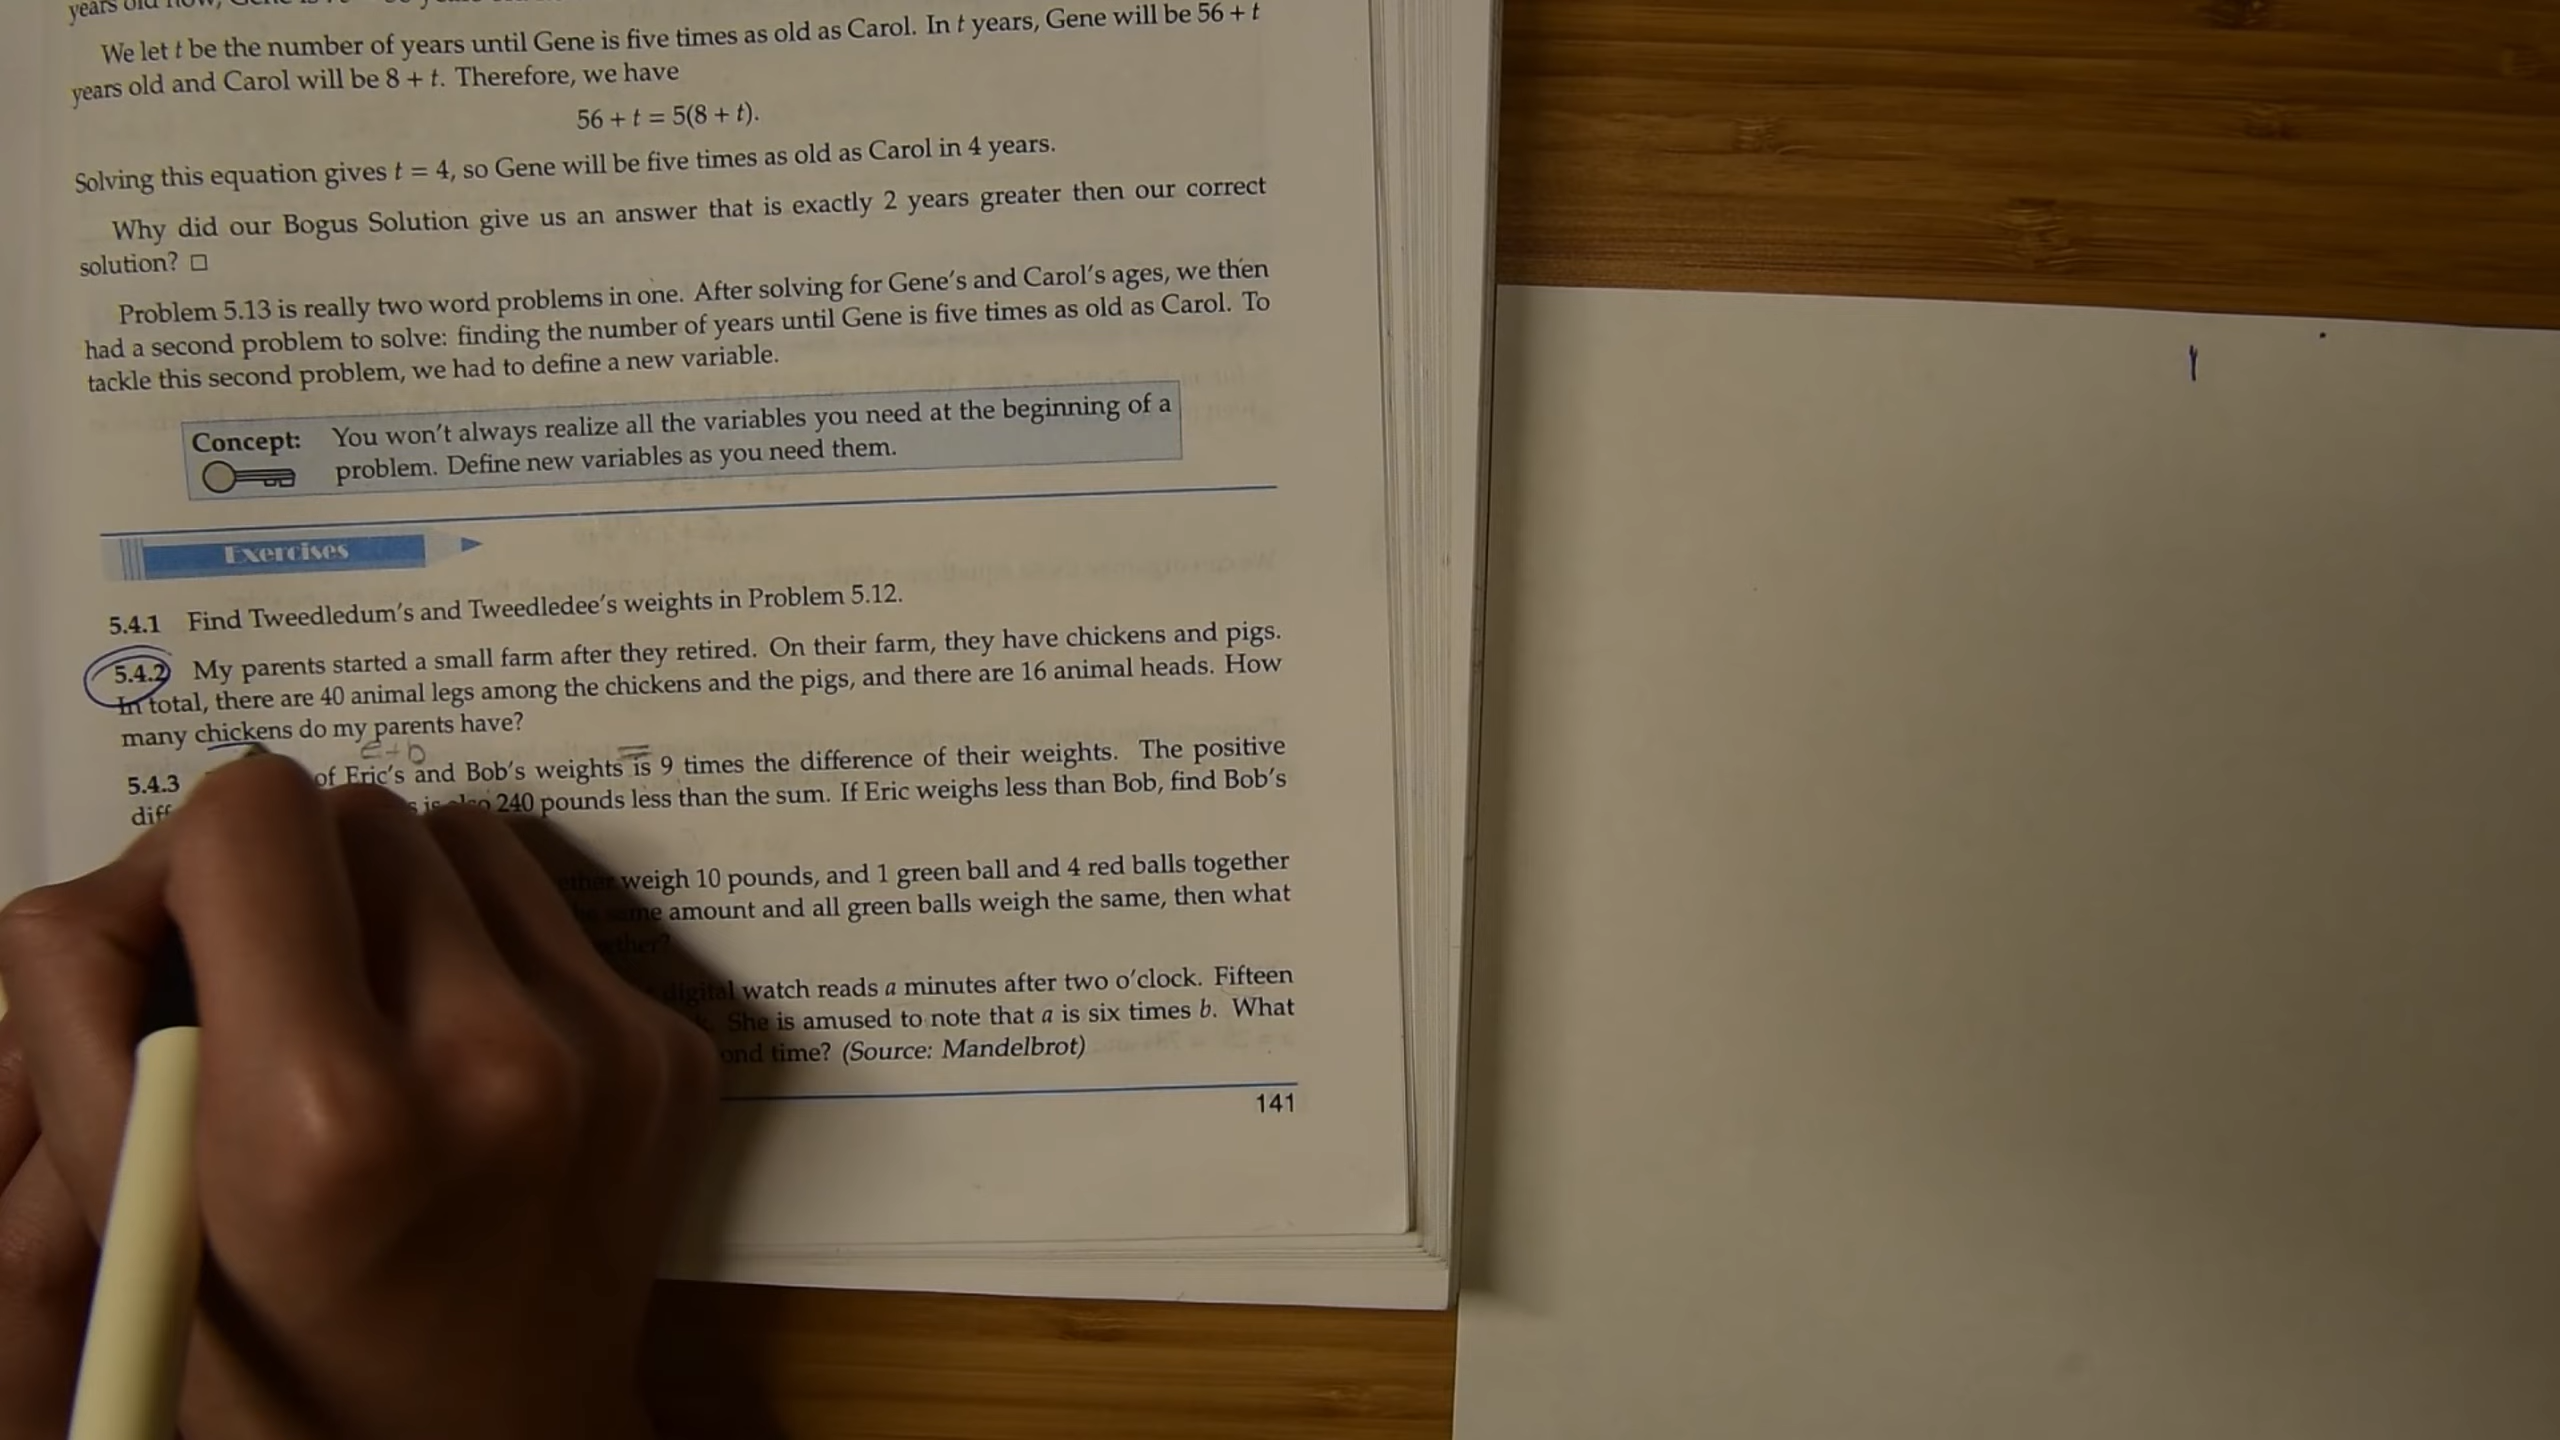 years old now,
We let t be the number of years until Gene is five times as old as Carol. In t years, Gene will be 56 + t
years old and Carol will be 8 + t. Therefore, we have
56 + t = 5(8 + t).
Solving this equation gives t = 4, so Gene will be five times as old as Carol in 4 years.
Why did our Bogus Solution give us an answer that is exactly 2 years greater then our correct
solution? □
Problem 5.13 is really two word problems in one. After solving for Gene's and Carol's ages, we then
had a second problem to solve: finding the number of years until Gene is five times as old as Carol. To
tackle this second problem, we had to define a new variable.
Concept: You won't always realize all the variables you need at the beginning of a
problem. Define new variables as you need them.
Exercises
5.4.1 Find Tweedledum's and Tweedledee's weights in Problem 5.12.
5.4.2 My parents started a small farm after they retired. On their farm, they have chickens and pigs.
In total, there are 40 animal legs among the chickens and the pigs, and there are 16 animal heads. How
many chickens do my parents have?
e+b
5.4.3 of Eric's and Bob's weights is 9 times the difference of their weights. The positive
is also 240 pounds less than the sum. If Eric weighs less than Bob, find Bob's
weigh 10 pounds, and 1 green ball and 4 red balls together
same amount and all green balls weigh the same, then what
digital watch reads a minutes after two o'clock. Fifteen
She is amused to note that a is six times b. What
time? (Source: Mandelbrot)
141